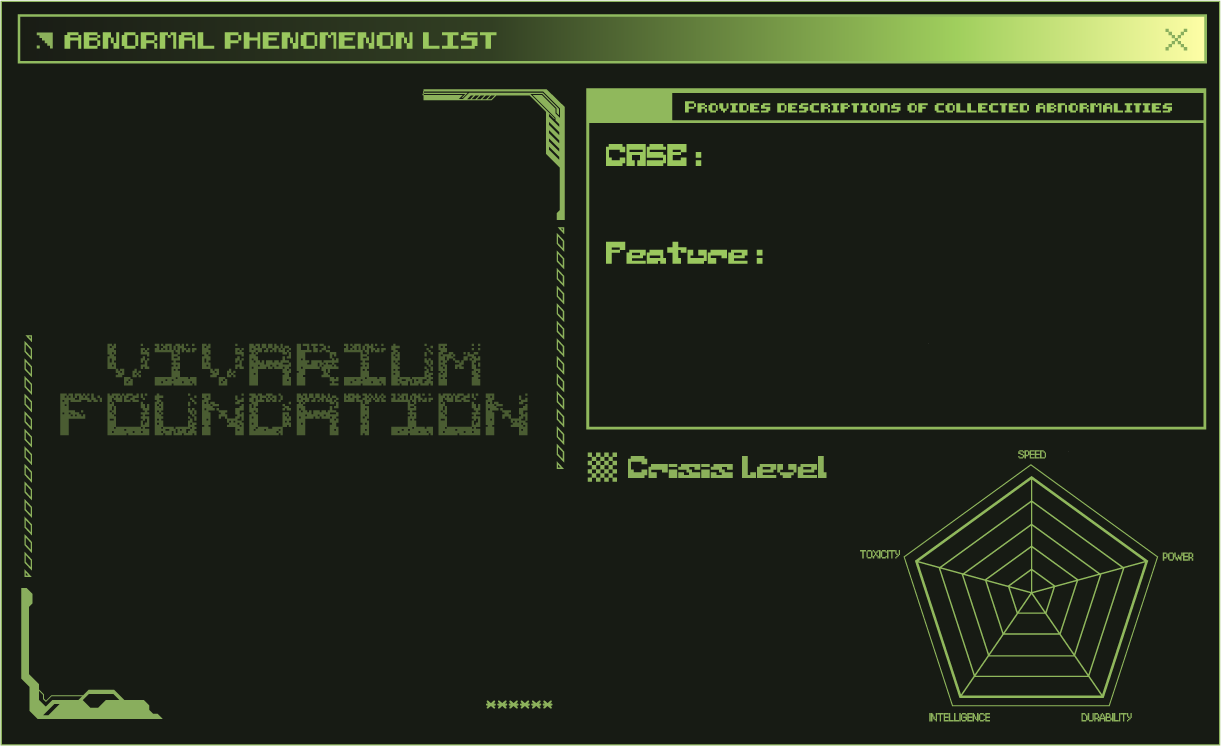 ABNORMAL PHENOMENON LIST
PROVIDES DESCRIPTIONS OF COLLECTED ABNORMALITIES
CASE :
Feature :
VIVARIUM
FOUNDATION
Crisis Level
SPEED
TOXICITY
POWER
INTELLIGENCE
DURABILITY
******